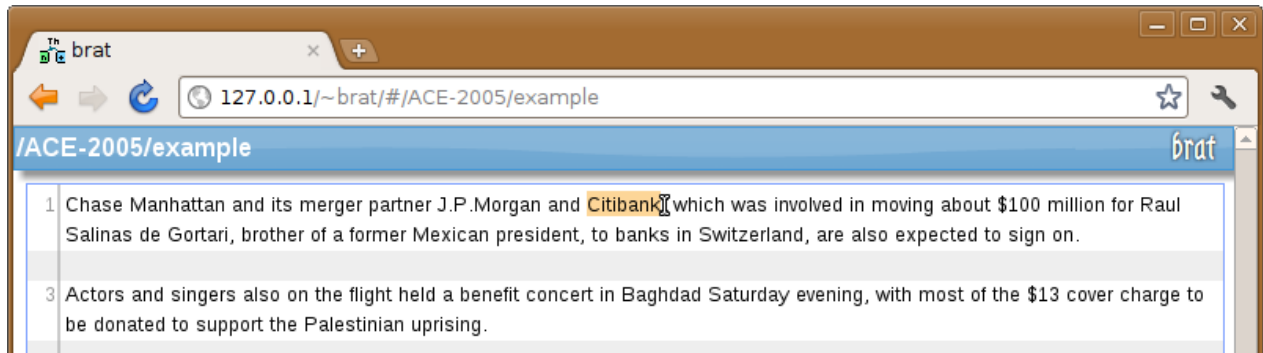 brat
127.0.0.1/~brat/#/ACE-2005/example
/ACE-2005/example brat
1 Chase Manhattan and its merger partner J.P.Morgan and Citibank, which was involved in moving about $100 million for Raul
Salinas de Gortari, brother of a former Mexican president, to banks in Switzerland, are also expected to sign on.
3 Actors and singers also on the flight held a benefit concert in Baghdad Saturday evening, with most of the $13 cover charge to
be donated to support the Palestinian uprising.